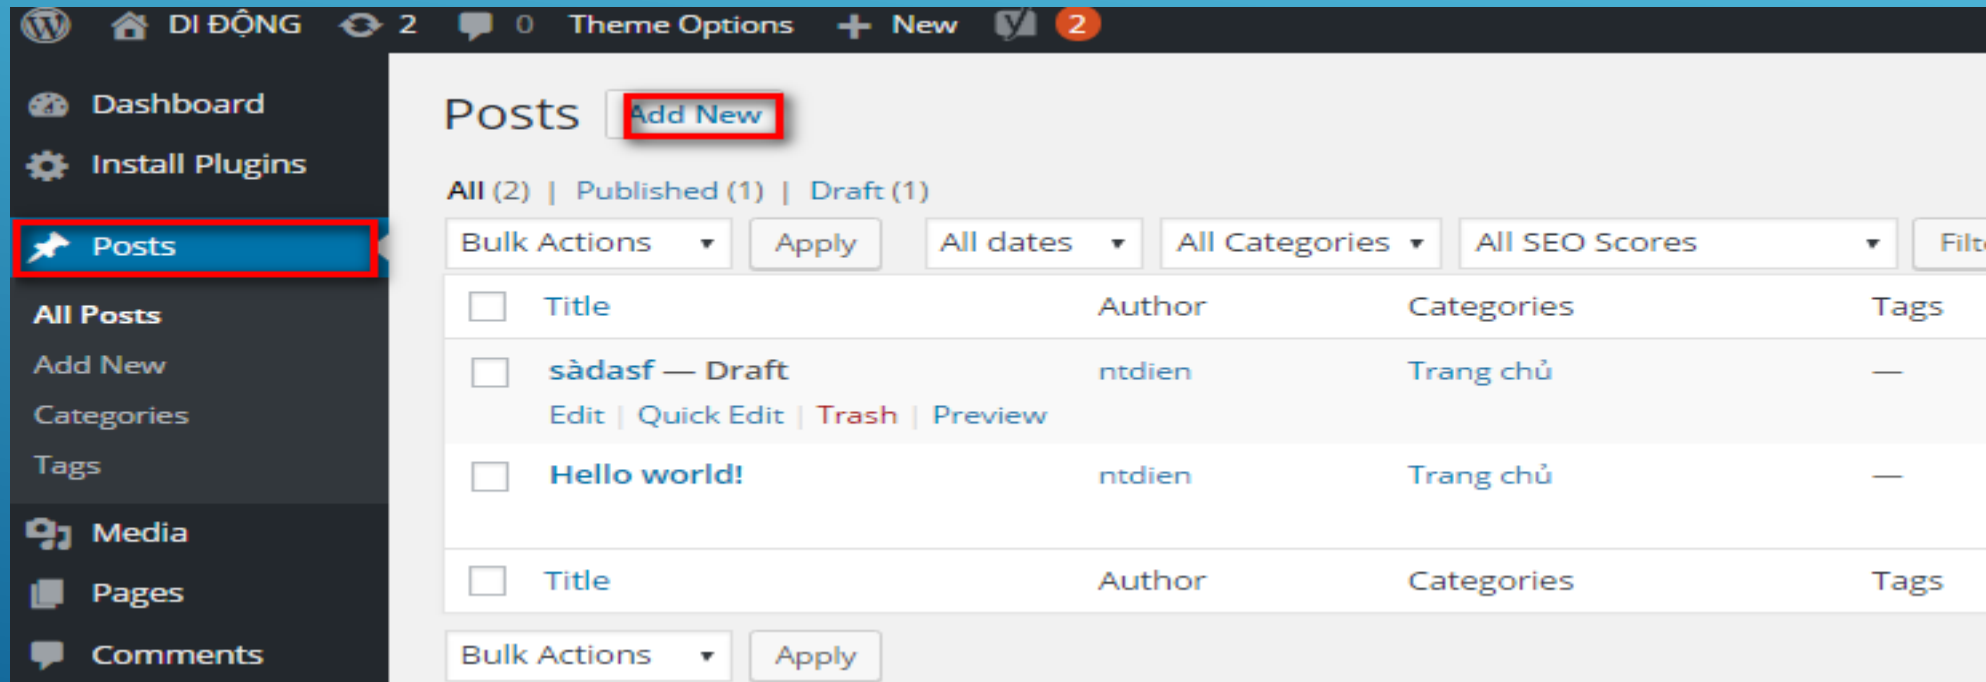 DI ĐỘNG 2 0 Theme Options New 2
Dashboard
Install Plugins
Posts
All Posts
Add New
Categories
Tags
Media
Pages
Comments
Posts Add New
All (2) | Published (1) | Draft (1)
Bulk Actions Apply All dates All Categories All SEO Scores
Title Author Categories Tags
sàdasf — Draft ntdien Trang chủ —
Edit | Quick Edit | Trash | Preview
Hello world! ntdien Trang chủ —
Title Author Categories Tags
Bulk Actions Apply